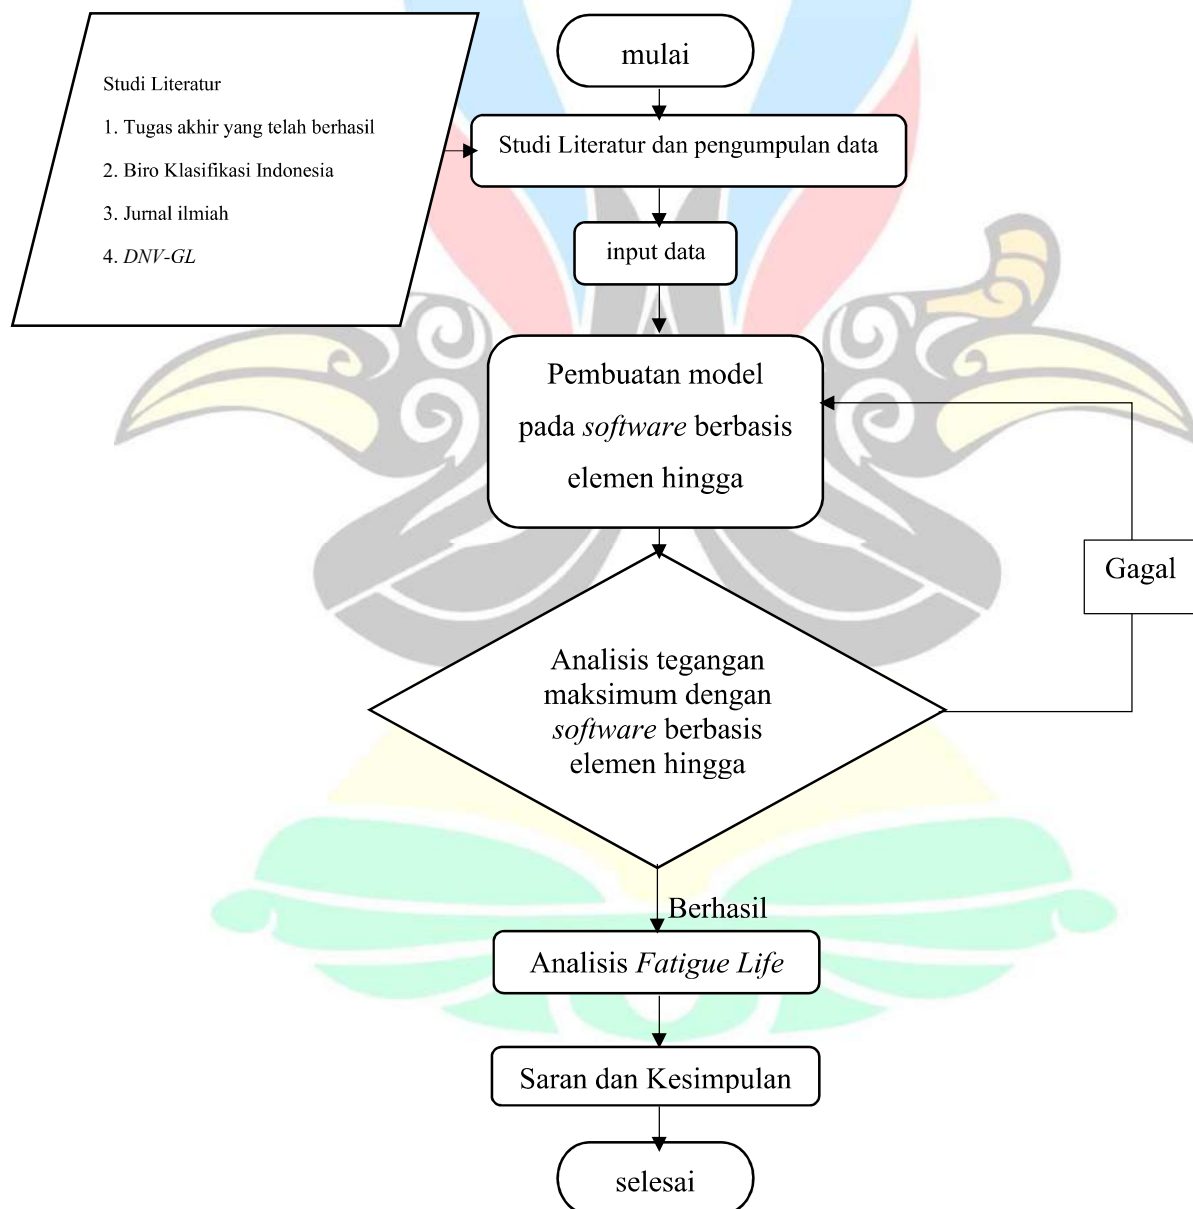 mulai
Studi Literatur
1. Tugas akhir yang telah berhasil
2. Biro Klasifikasi Indonesia
3. Jurnal ilmiah
4. DNV-GL
Studi Literatur dan pengumpulan data
input data
Pembuatan model
pada software berbasis
elemen hingga
Gagal
Analisis tegangan
maksimum dengan
software berbasis
elemen hingga
Berhasil
Analisis Fatigue Life
Saran dan Kesimpulan
selesai